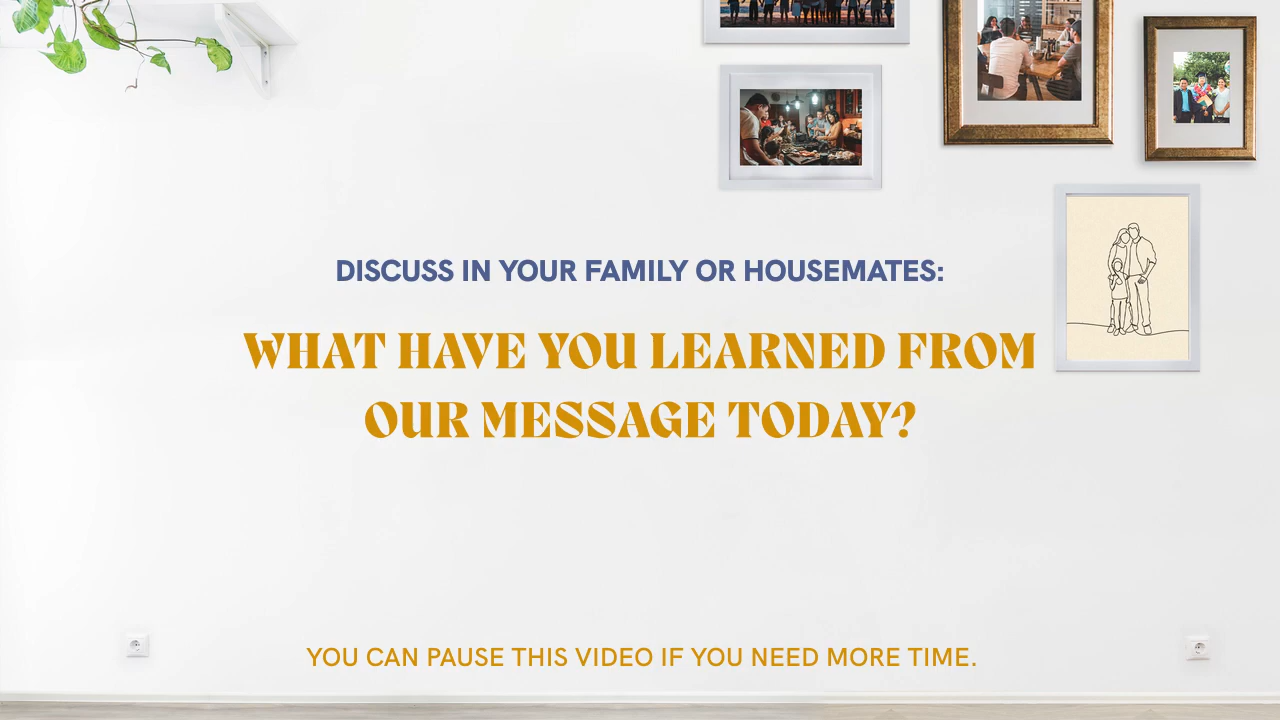 DISCUSS IN YOUR FAMILY OR HOUSEMATES:
WHAT HAVE YOU LEARNED FROM
OUR MESSAGE TODAY?
YOU CAN PAUSE THIS VIDEO IF YOU NEED MORE TIME.